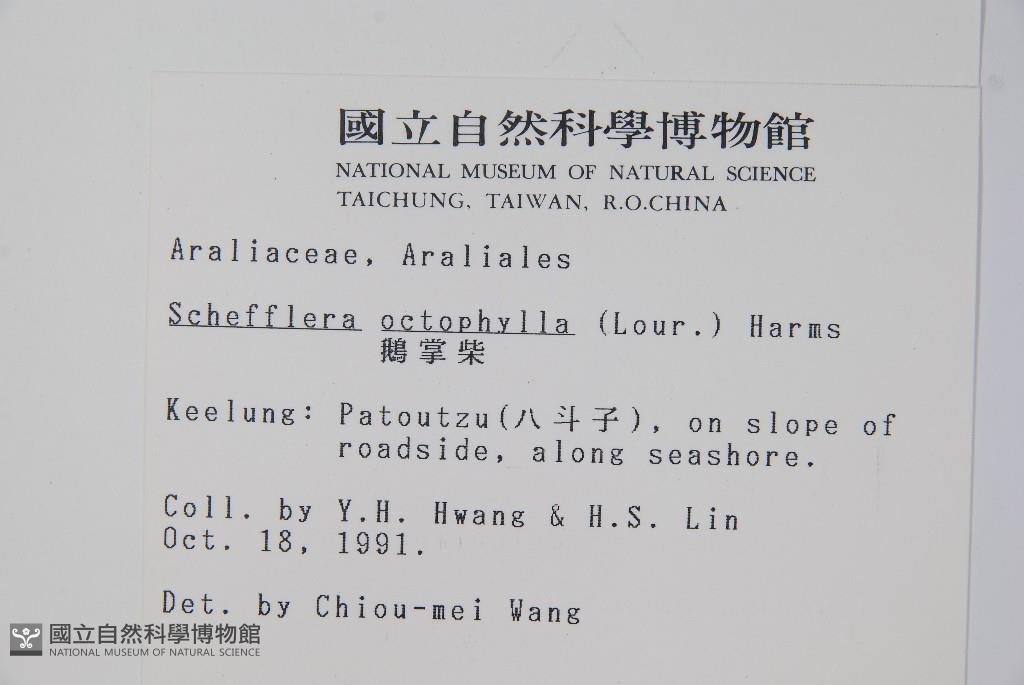 國立自然科學博物館
NATIONAL MUSEUM OF NATURAL SCIENCE
TAICHUNG, TAIWAN, R.O.CHINA
Araliaceae, Araliales
Schefflera octophylla (Lour.) Harms
鵝掌柴
Keelung: Patoutzu(八斗子), on slope of
roadside, along seashore.
Coll. by Y.H. Hwang & H.S. Lin
Oct. 18, 1991.
Det. by Chiou-mei Wang
國立自然科學博物館
NATIONAL MUSEUM OF NATURAL SCIENCE